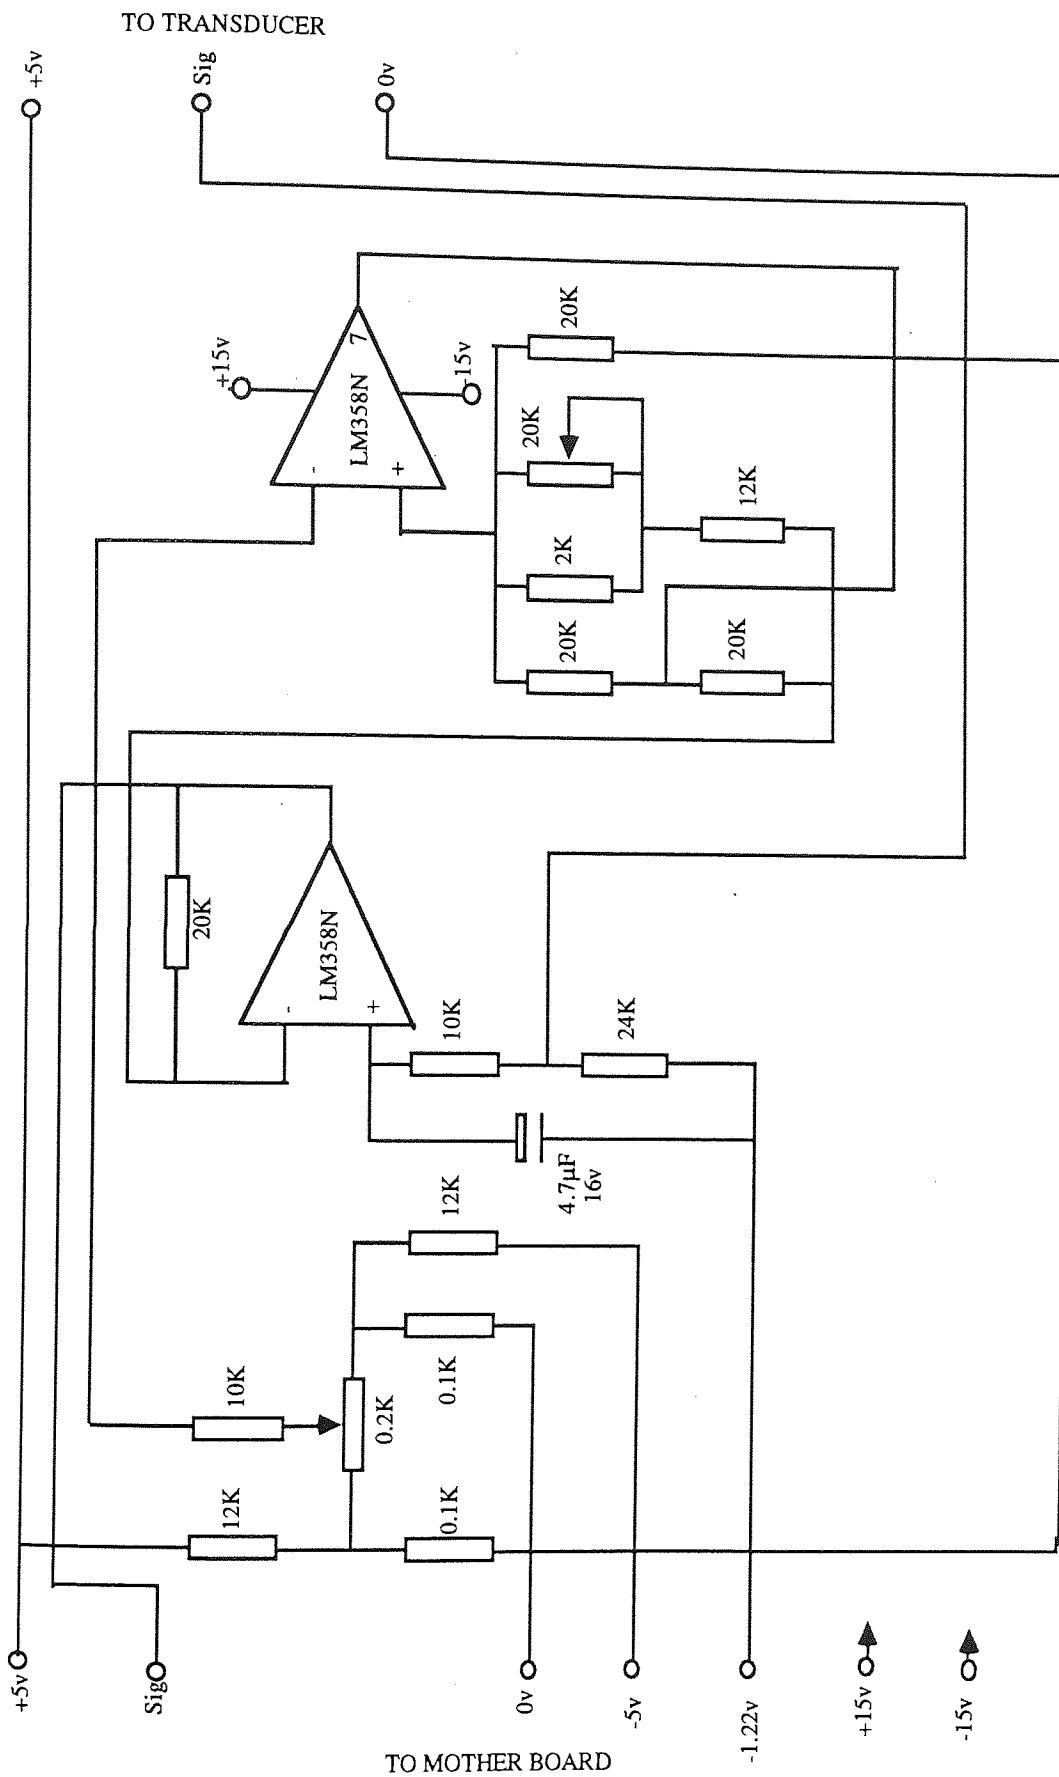 TO TRANSDUCER
+5v
Sig
0v
+15v
-15v
7
LM358N
-
+
20K
20K
2K
20K
12K
20K
20K
LM358N
-
+
10K
24K
4.7µF
16v
12K
0.1K
10K
0.2K
12K
0.1K
+5v
Sig
0v
-5v
-1.22v
+15v
-15v
TO MOTHER BOARD